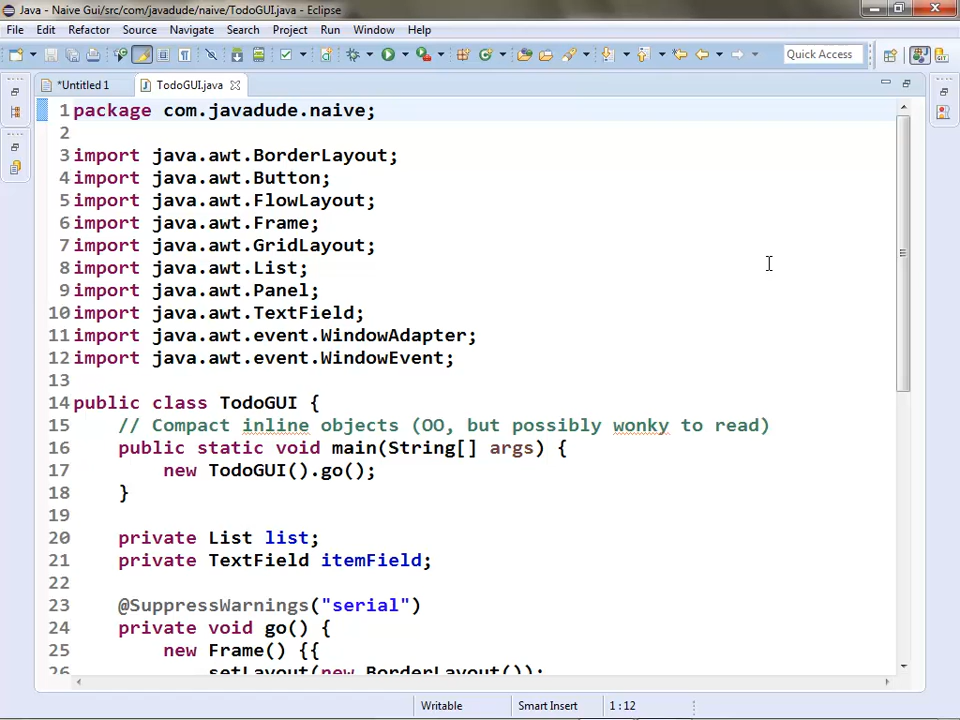 Java - Naive Gui/src/com/javadude/naive/TodoGUI.java - Eclipse
File Edit Refactor Source Navigate Search Project Run Window Help
Quick Access
*Untitled 1 TodoGUI.java
1 package com.javadude.naive;
2
3 import java.awt.BorderLayout;
4 import java.awt.Button;
5 import java.awt.FlowLayout;
6 import java.awt.Frame;
7 import java.awt.GridLayout;
8 import java.awt.List;
9 import java.awt.Panel;
10 import java.awt.TextField;
11 import java.awt.event.WindowAdapter;
12 import java.awt.event.WindowEvent;
13
14 public class TodoGUI {
15 // Compact inline objects (OO, but possibly wonky to read)
16 public static void main(String[] args) {
17 new TodoGUI().go();
18 }
19
20 private List list;
21 private TextField itemField;
22
23 @SuppressWarnings("serial")
24 private void go() {
25 new Frame() {{
26 setLayout(new BorderLayout());
Writable Smart Insert 1 : 12